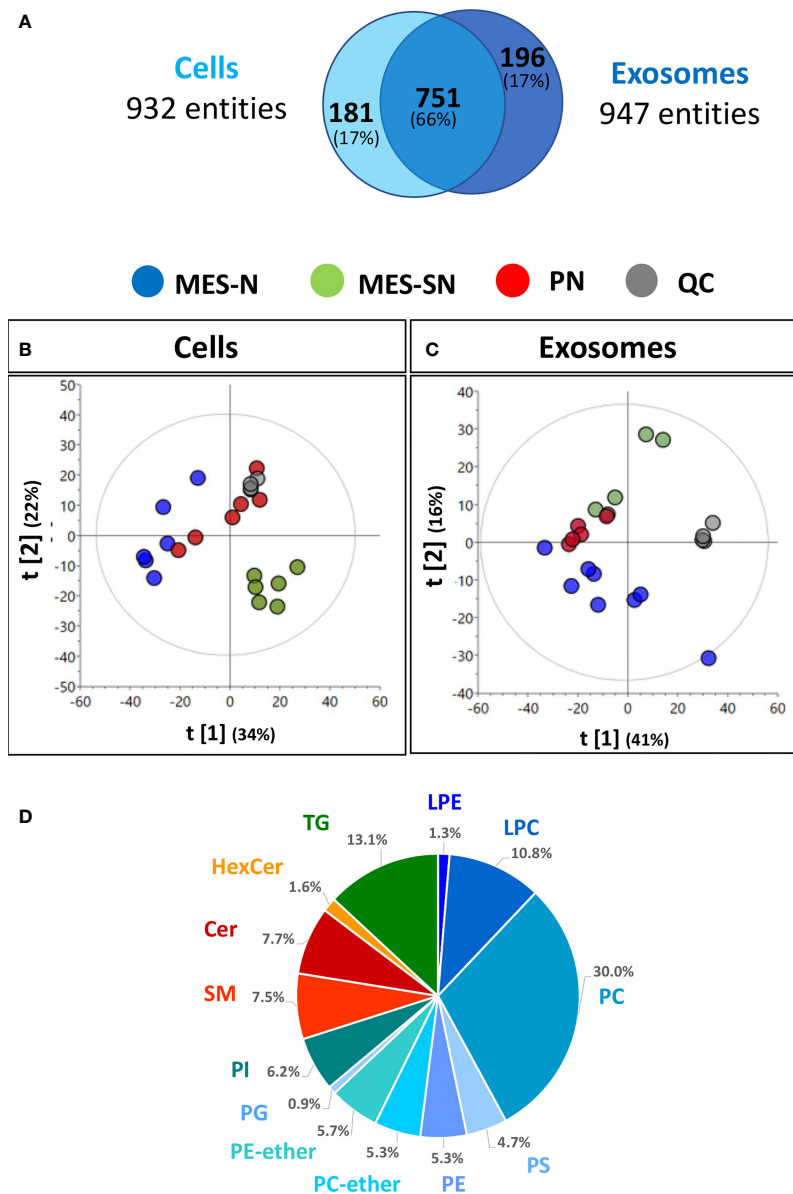 A
Cells
932 entities
181
(17%)
751
(66%)
196
(17%)
Exosomes
947 entities
MES-N
MES-SN
PN
QC
B
Cells
C
Exosomes
50
40
30
20
10
0
-10
-20
-30
-40
-50
t [2] (22%)
-60
-40
-20
0
20
40
60
t [1] (34%)
40
30
20
10
0
-10
-20
-30
-40
t [2] (16%)
-60
-40
-20
0
20
40
60
t [1] (41%)
D
LPE
1.3%
LPC
10.8%
30.0%
PC
4.7%
PS
5.3%
PE
5.3%
PC-ether
5.7%
PE-ether
0.9%
PG
PI
6.2%
SM
7.5%
Cer
7.7%
HexCer
1.6%
TG
13.1%